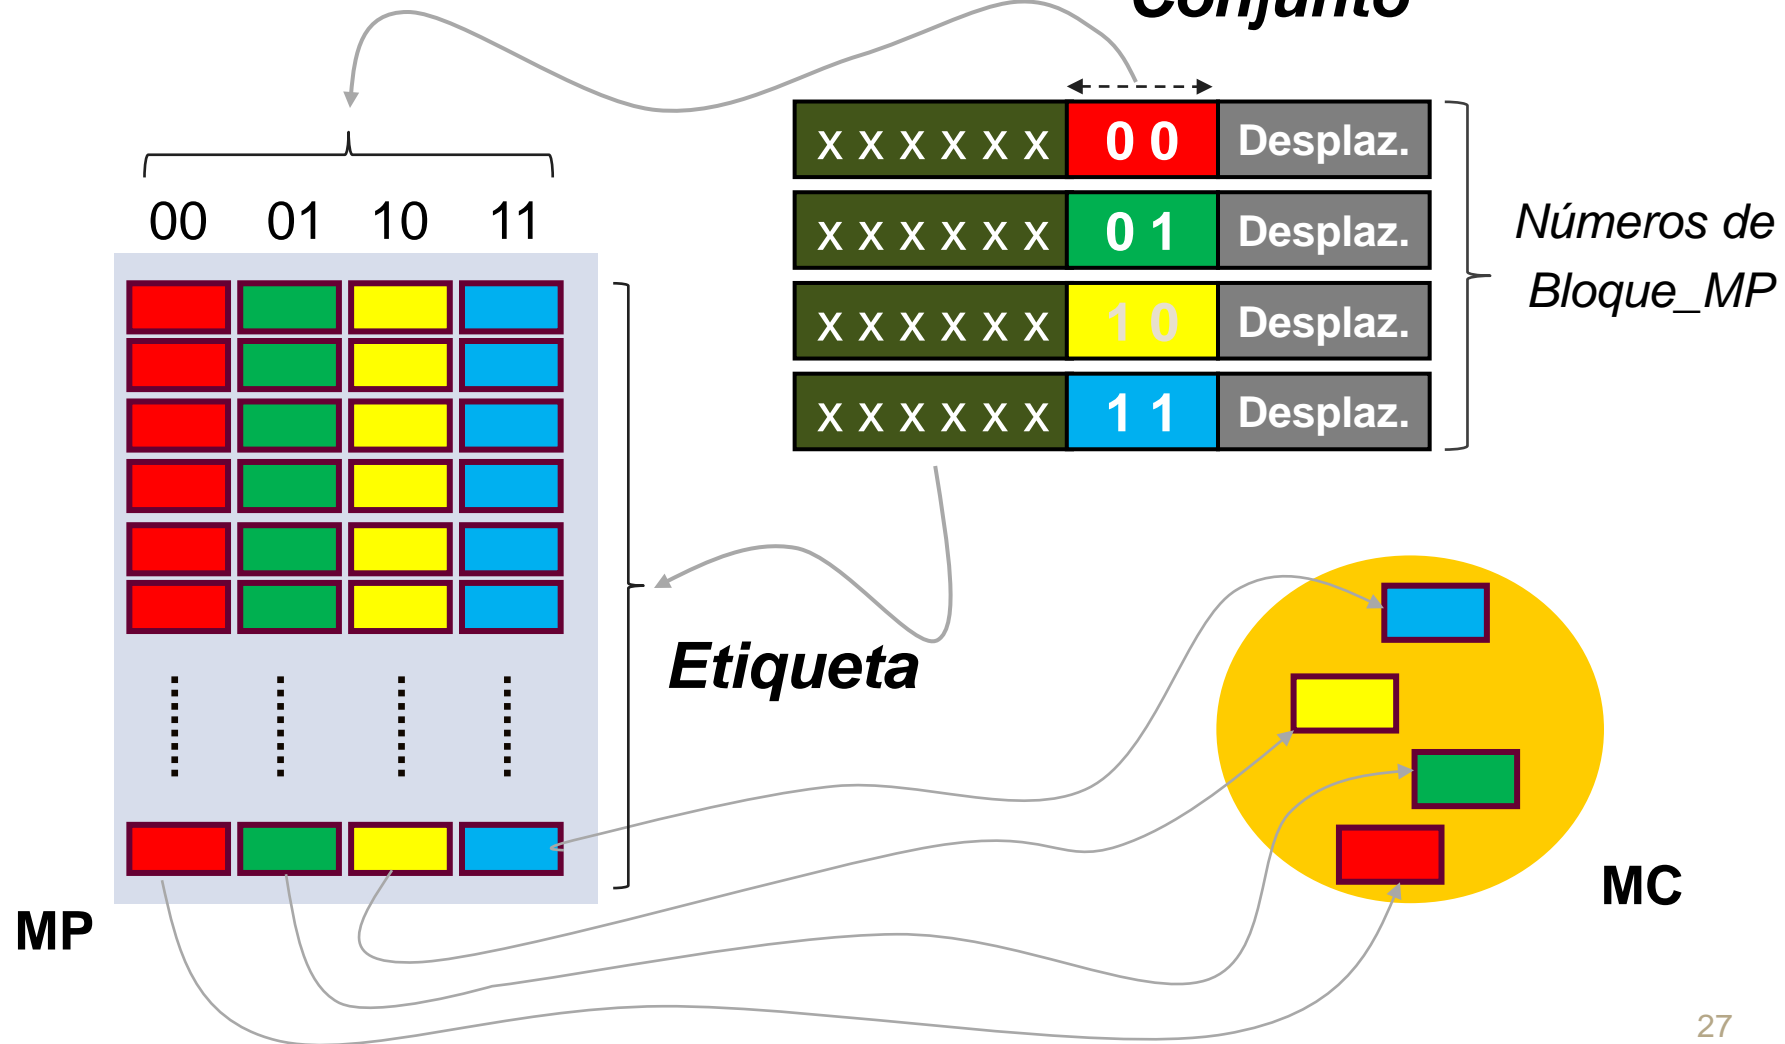 Conjunto
x x x x x x 0 0 Desplaz.
x x x x x x 0 1 Desplaz.
x x x x x x 1 0 Desplaz.
x x x x x x 1 1 Desplaz.
Números de
Bloque_MP
00 01 10 11
Etiqueta
MP
MC
27